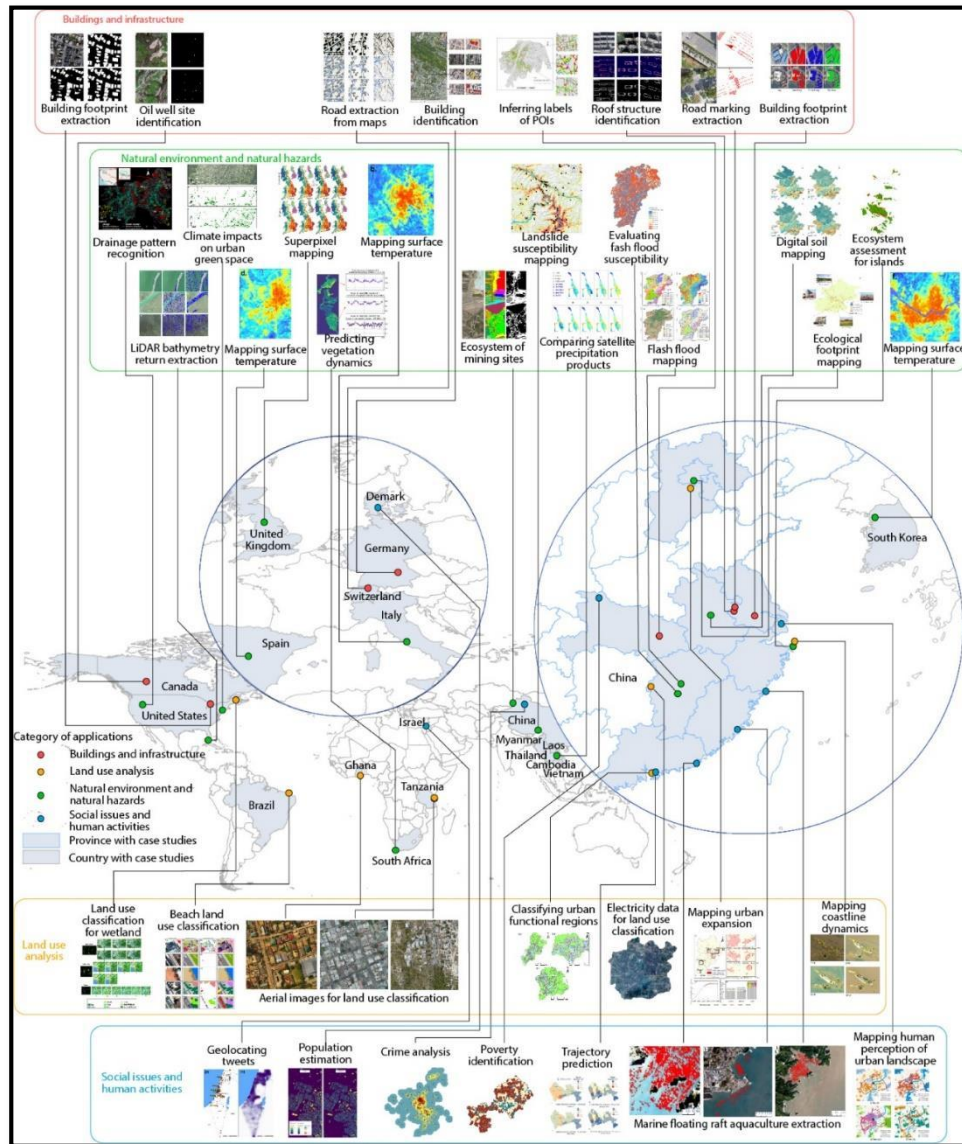 Buildings and infrastructure
Building footprint
extraction
Oil well site
identification
Road extraction
from maps
Building
identification
Inferring labels
of POIs
Roof structure
identification
Road marking
extraction
Building footprint
extraction
Natural environment and natural hazards
Drainage pattern
recognition
Climate impacts
on urban
green space
Superpixel
mapping
Mapping surface
temperature
Landslide
susceptibility
mapping
Evaluating
fash flood
susceptibility
Digital soil
mapping
Ecosystem
assessment
for islands
LiDAR bathymetry
return extraction
Mapping surface
temperature
Predicting
vegetation
dynamics
Ecosystem of
mining sites
Comparing satellite
precipitation
products
Flash flood
mapping
Ecological
footprint
mapping
Mapping surface
temperature
Demark
United
Kingdom
Germany
Switzerland
Italy
Spain
South Korea
China
Canada
United States
Israel
China
Myanmar
Laos
Thailand
Cambodia
Vietnam
Ghana
Tanzania
Brazil
South Africa
Category of applications
Buildings and infrastructure
Land use analysis
Natural environment and
natural hazards
Social issues and
human activities
Province with case studies
Country with case studies
Land use
analysis
Land use
classification
for wetland
Beach land
use classification
Aerial images for land use classification
Classifying urban
functional regions
Electricity data
for land use
classification
Mapping urban
expansion
Mapping
coastline
dynamics
Social issues and
human activities
Geolocating
tweets
Population
estimation
Crime analysis
Poverty
identification
Trajectory
prediction
Marine floating raft aquaculture extraction
Mapping human
perception of
urban landscape